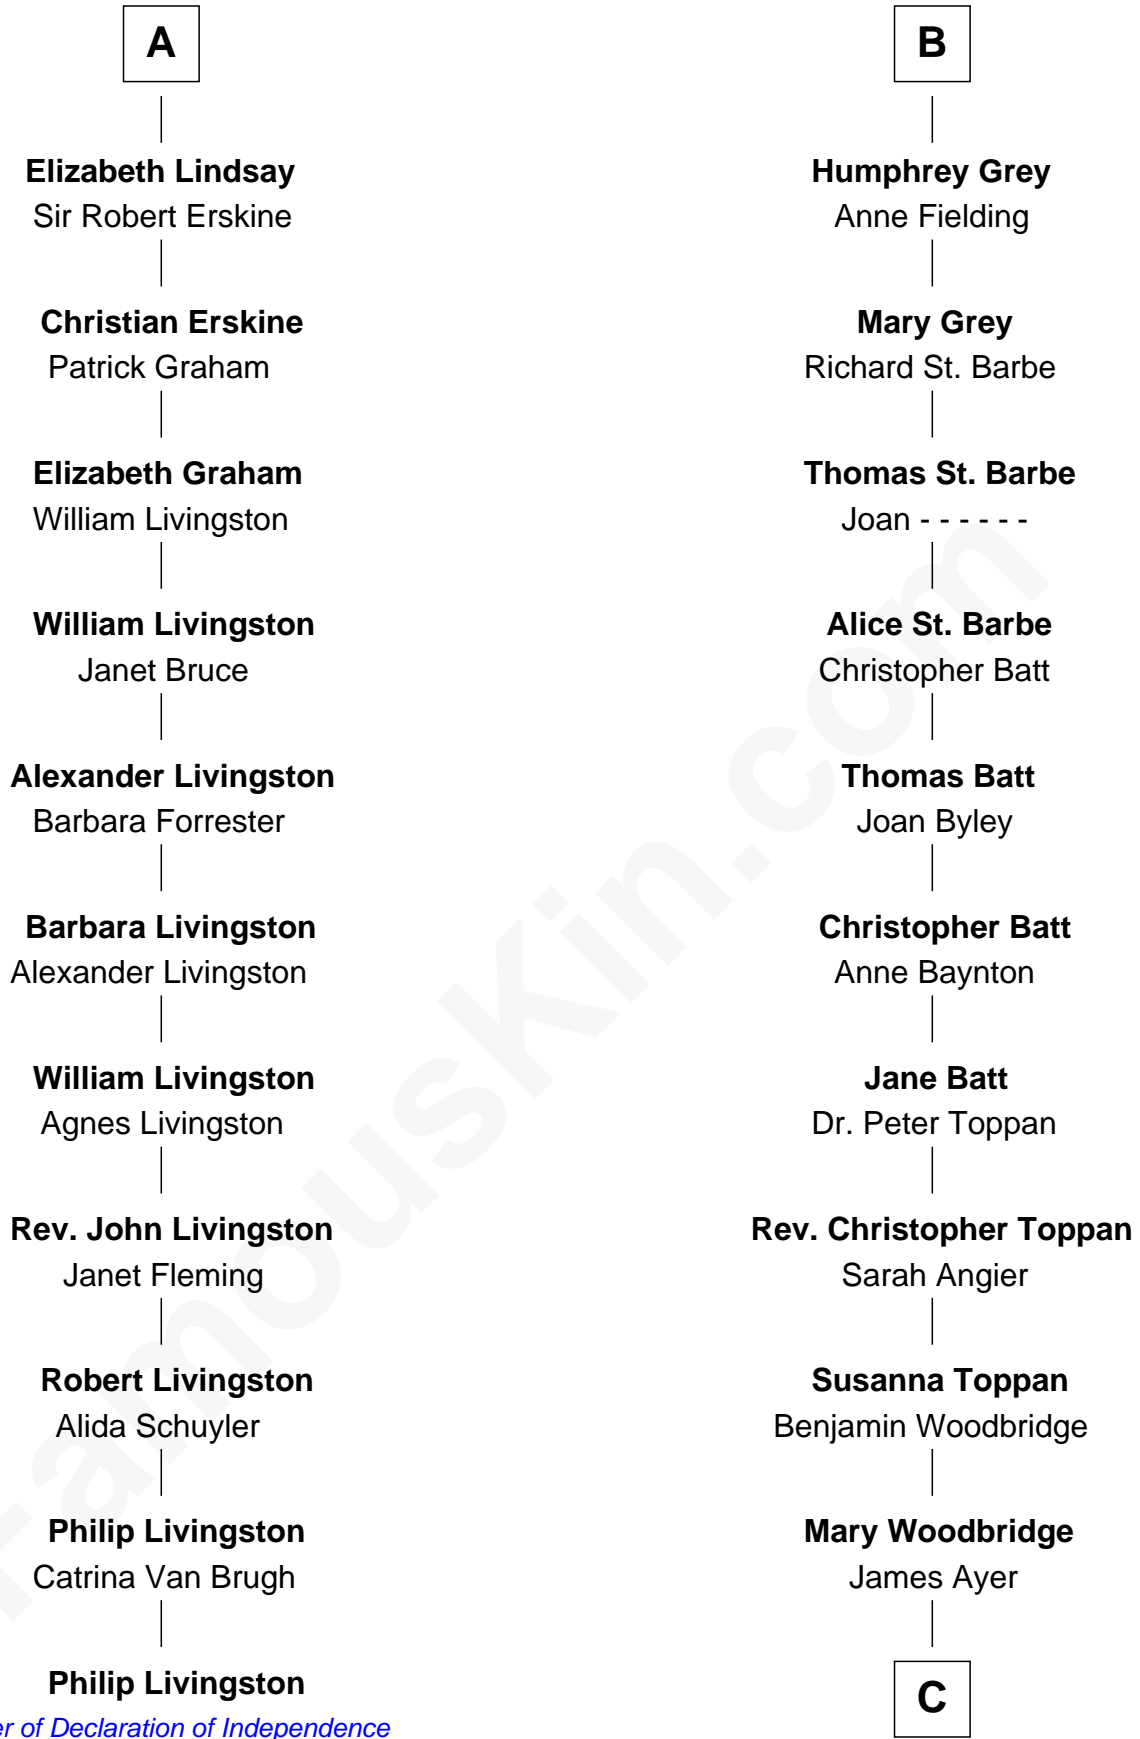 A
Elizabeth Lindsay
Sir Robert Erskine
Christian Erskine
Patrick Graham
Elizabeth Graham
William Livingston
William Livingston
Janet Bruce
Alexander Livingston
Barbara Forrester
Barbara Livingston
Alexander Livingston
William Livingston
Agnes Livingston
Rev. John Livingston
Janet Fleming
Robert Livingston
Alida Schuyler
Philip Livingston
Catrina Van Brugh
Philip Livingston
er of Declaration of Independence
B
Humphrey Grey
Anne Fielding
Mary Grey
Richard St. Barbe
Thomas St. Barbe
Joan - - - - - -
Alice St. Barbe
Christopher Batt
Thomas Batt
Joan Byley
Christopher Batt
Anne Baynton
Jane Batt
Dr. Peter Toppan
Rev. Christopher Toppan
Sarah Angier
Susanna Toppan
Benjamin Woodbridge
Mary Woodbridge
James Ayer
C
FamousKin.com